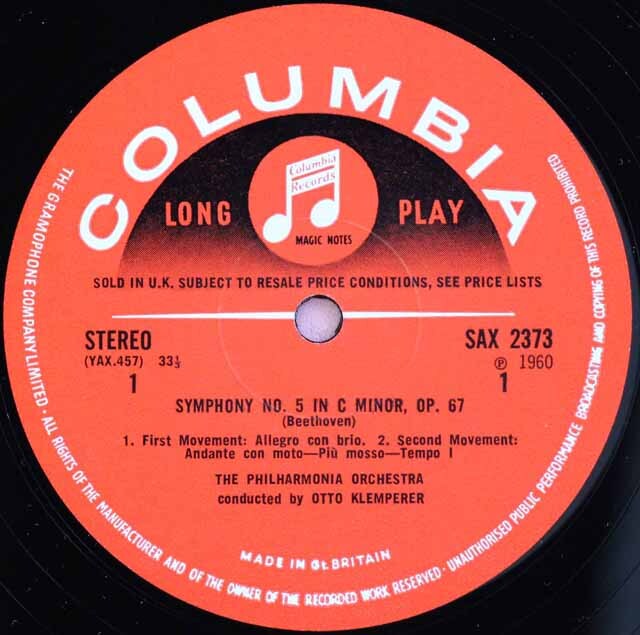 COLUMBIA
Columbia
Records
LONG PLAY
MAGIC NOTES
SOLD IN U.K. SUBJECT TO RESALE PRICE CONDITIONS, SEE PRICE LISTS
STEREO SAX 2373
(YAX.457) 33⅓ ℗ 1960
1 1
SYMPHONY NO. 5 IN C MINOR, OP. 67
(Beethoven)
1. First Movement: Allegro con brio. 2. Second Movement:
Andante con moto—Più mosso—Tempo I
THE PHILHARMONIA ORCHESTRA
conducted by OTTO KLEMPERER
MADE IN Gt. BRITAIN
THE GRAMOPHONE COMPANY LIMITED · ALL RIGHTS OF THE MANUFACTURER AND OF THE OWNER OF THE RECORDED WORK RESERVED · UNAUTHORISED PUBLIC PERFORMANCE BROADCASTING AND COPYING OF THIS RECORD PROHIBITED